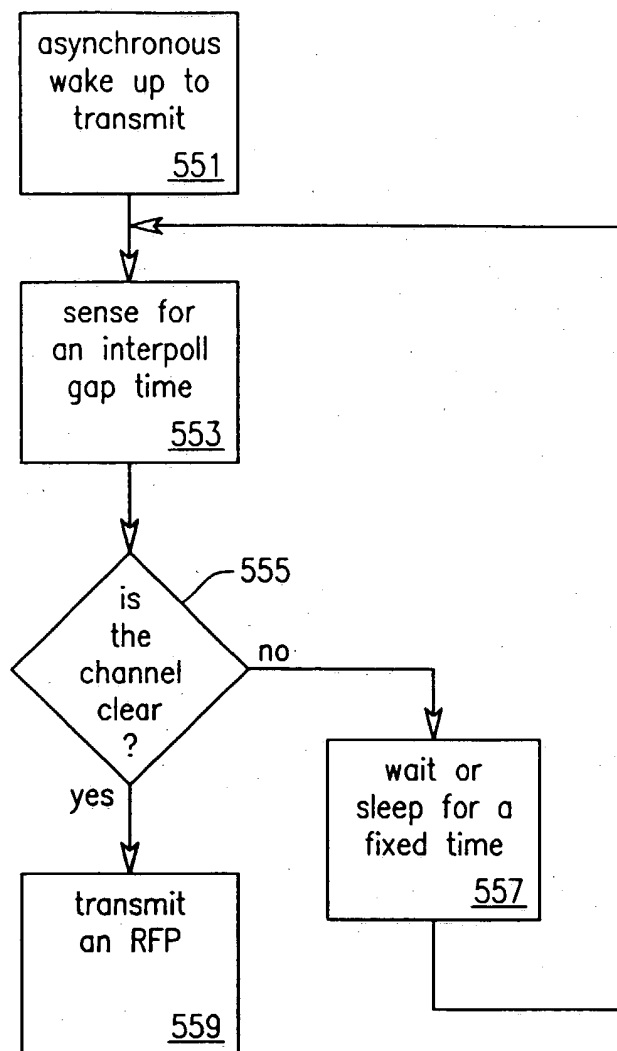 asynchronous
wake up to
transmit
551
sense for
an interpoll
gap time
553
555
is
the
channel
clear
?
no
yes
wait or
sleep for a
fixed time
557
transmit
an RFP
559